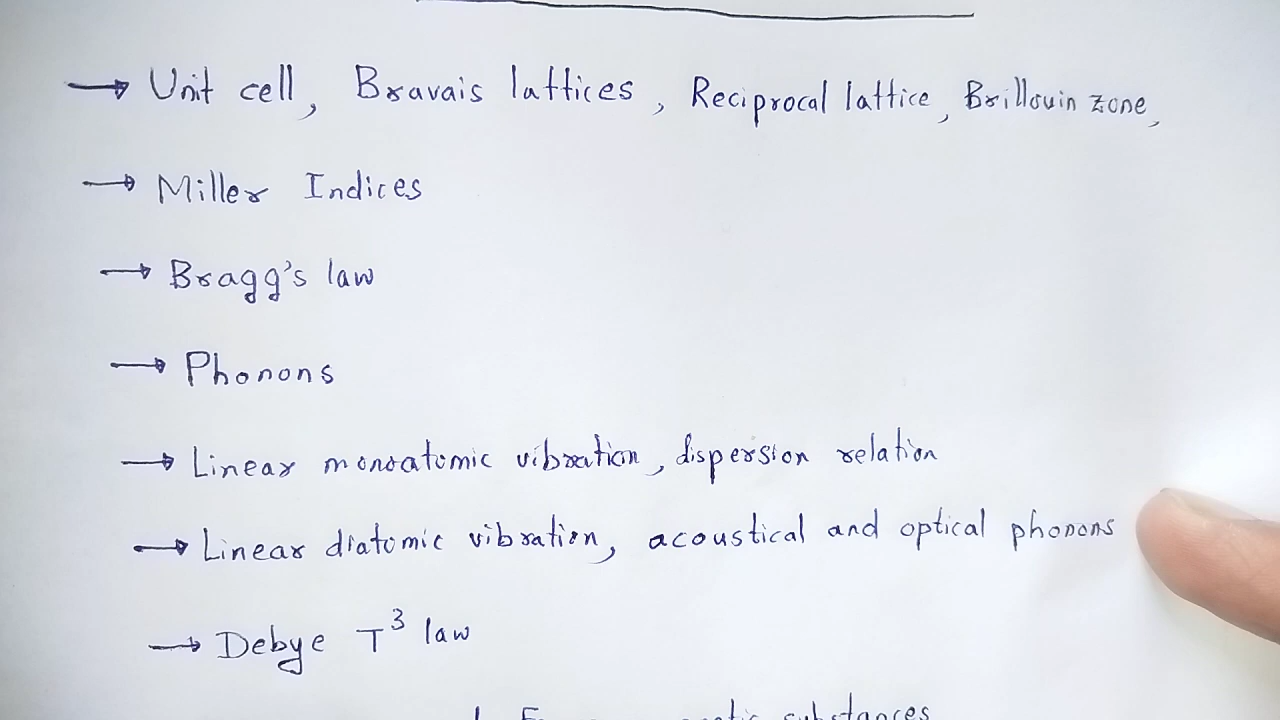 → Unit cell, Bravais lattices, Reciprocal lattice, Brillouin zone,
→ Miller Indices
→ Bragg's law
→ Phonons
→ Linear monoatomic vibration, dispersion relation
→ Linear diatomic vibration, acoustical and optical phonons
→ Debye T³ law
substances